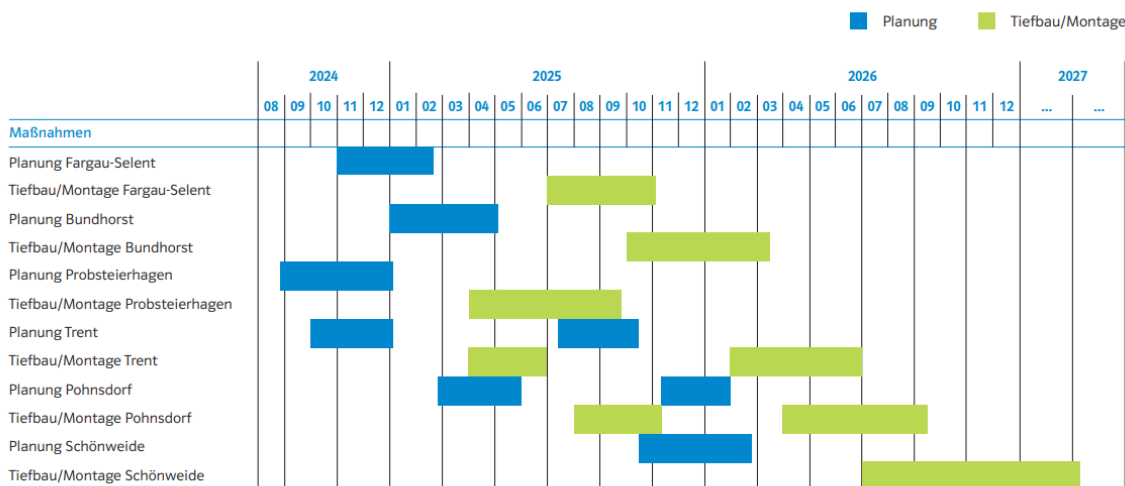 Planung Tiefbau/Montage
2024 2025 2026 2027
08 09 10 11 12 01 02 03 04 05 06 07 08 09 10 11 12 01 02 03 04 05 06 07 08 09 10 11 12 ... ...
Maßnahmen
Planung Fargau-Selent
Tiefbau/Montage Fargau-Selent
Planung Bundhorst
Tiefbau/Montage Bundhorst
Planung Probsteierhagen
Tiefbau/Montage Probsteierhagen
Planung Trent
Tiefbau/Montage Trent
Planung Pohnsdorf
Tiefbau/Montage Pohnsdorf
Planung Schönweide
Tiefbau/Montage Schönweide